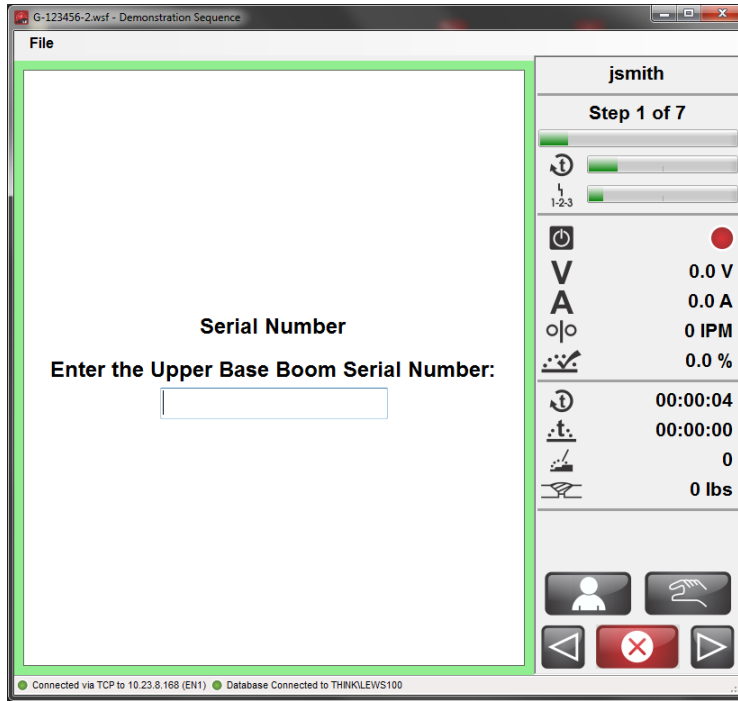 G-123456-2.wsf - Demonstration Sequence
File
jsmith
Step 1 of 7
t
1-2-3
V 0.0 V
A 0.0 A
0 IPM
0.0 %
Serial Number
Enter the Upper Base Boom Serial Number:
t 00:00:04
.t. 00:00:00
0
0 lbs
Connected via TCP to 10.23.8.168 (EN1) Database Connected to THINK\LEWS100